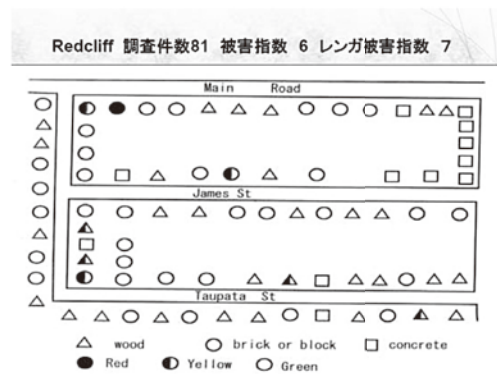 Redcliff 調査件数81 被害指数 6 レンガ被害指数 7
Main Road
James St
Taupata St
wood brick or block concrete
Red Yellow Green